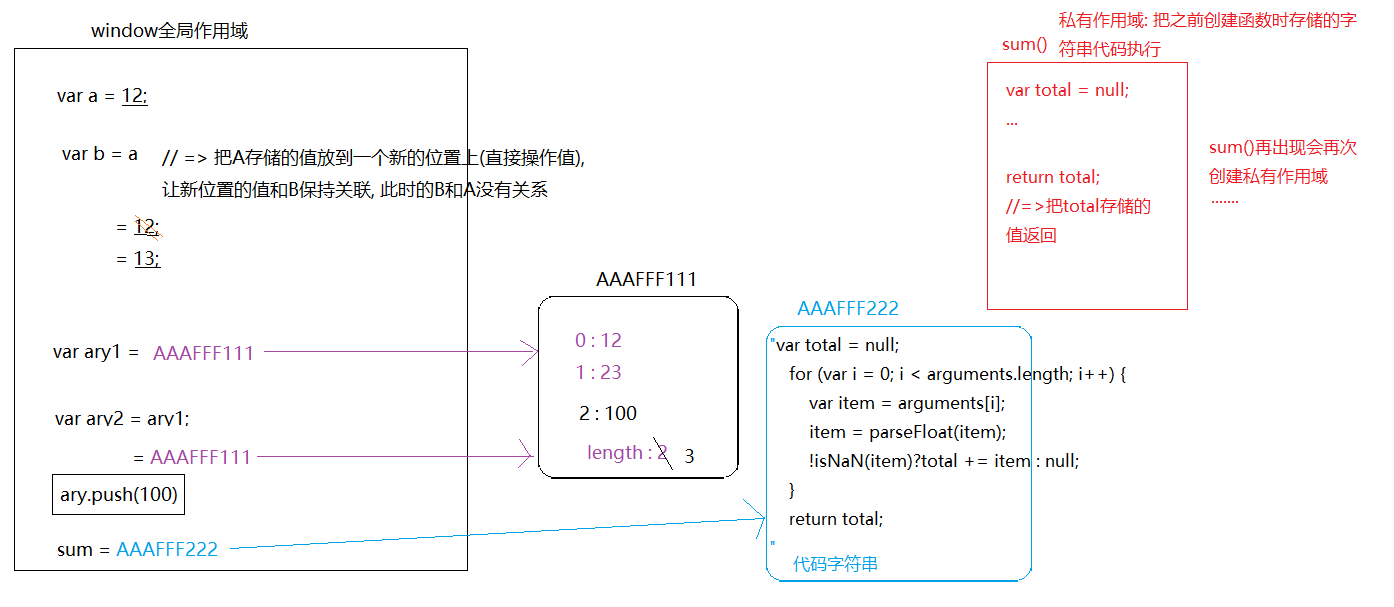 window全局作用域
var a = 12;
var b = a
// => 把A存储的值放到一个新的位置上(直接操作值),
让新位置的值和B保持关联, 此时的B和A没有关系
= 12;
= 13;
var ary1 = AAAFFF111
var ary2 = ary1;
= AAAFFF111
ary.push(100)
sum = AAAFFF222
AAAFFF111
0 : 12
1 : 23
2 : 100
length : 2 3
AAAFFF222
"var total = null;
for (var i = 0; i < arguments.length; i++) {
var item = arguments[i];
item = parseFloat(item);
!isNaN(item)?total += item : null;
}
return total;
"
代码字符串
私有作用域: 把之前创建函数时存储的字
sum() 符串代码执行
var total = null;
...
return total;
//=>把total存储的
值返回
sum()再出现会再次
创建私有作用域
.......